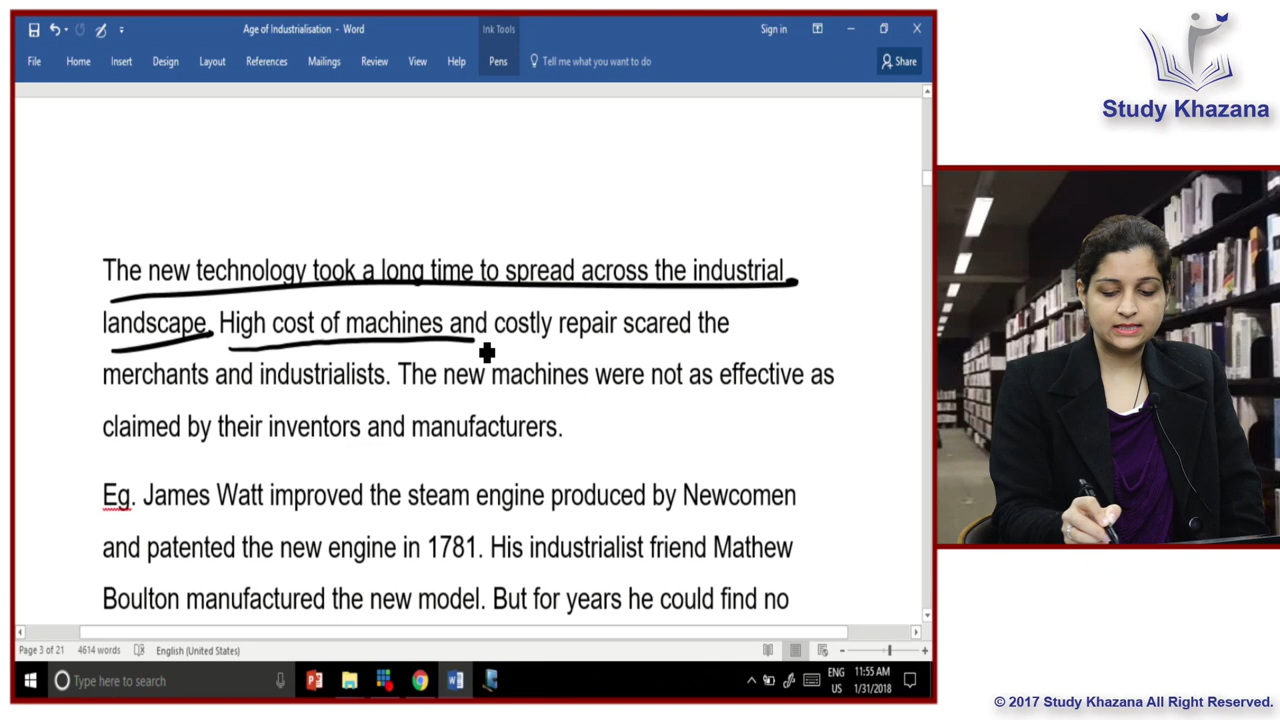 Age of Industrialisation - Word
Ink Tools
Sign in
File Home Insert Design Layout References Mailings Review View Help Pens Tell me what you want to do Share
Study Khazana
The new technology took a long time to spread across the industrial
landscape. High cost of machines and costly repair scared the
merchants and industrialists. The new machines were not as effective as
claimed by their inventors and manufacturers.
Eg. James Watt improved the steam engine produced by Newcomen
and patented the new engine in 1781. His industrialist friend Mathew
Boulton manufactured the new model. But for years he could find no
Page 3 of 21 4614 words English (United States)
Type here to search
ENG 11:55 AM
US 1/31/2018
© 2017 Study Khazana All Right Reserved.